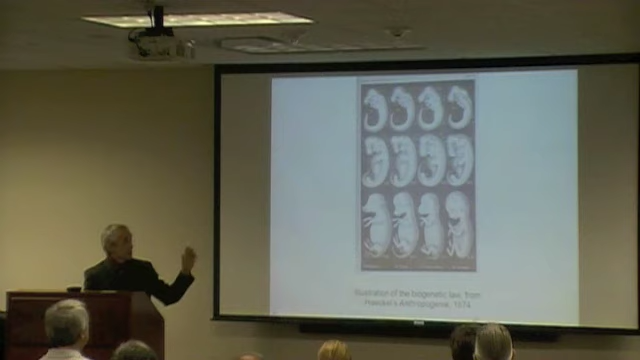 Illustration of the biogenetic law, from
Haeckel's Anthropogenie, 1874